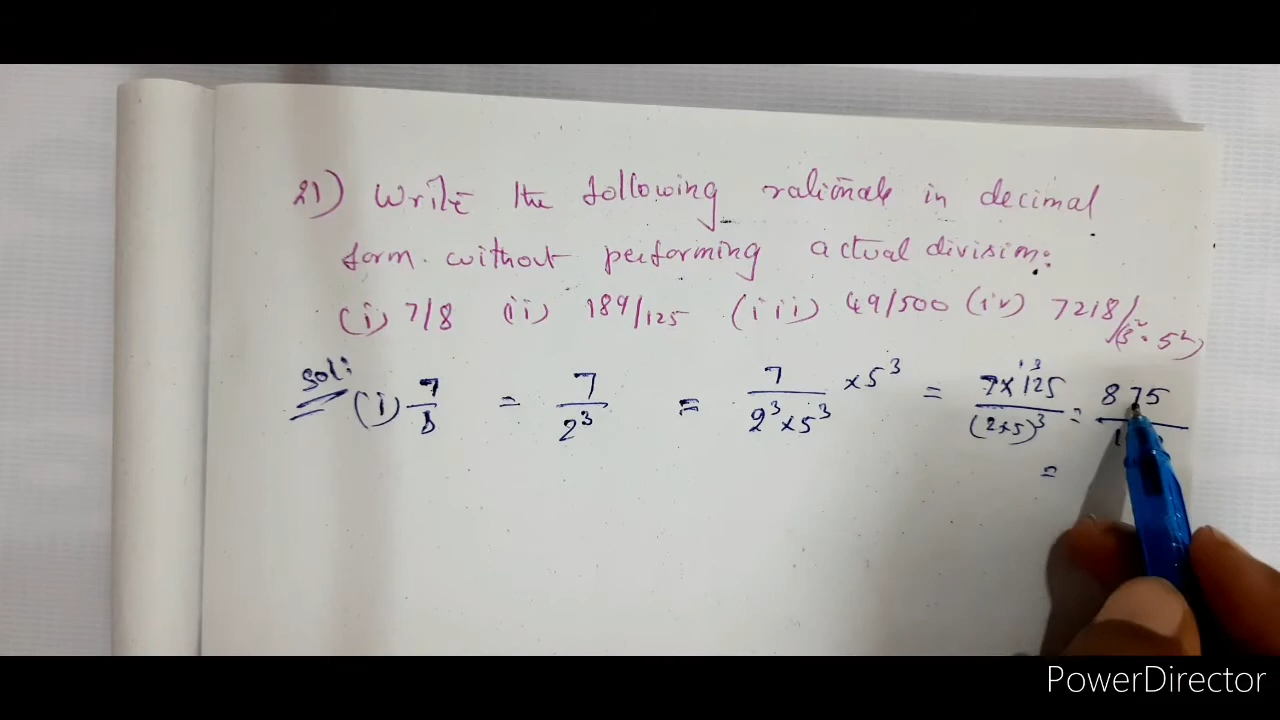 21) Write the following rationals in decimal
form. without performing actual division:
(i) 7/8 (ii) 189/125 (iii) 49/500 (iv) 7218/(3²·5²)
Sol:
(i) 7/8 = 7/2³ = 7/2³×5³ ×5³ = 7×125/(2×5)³ = 875/
=
PowerDirector